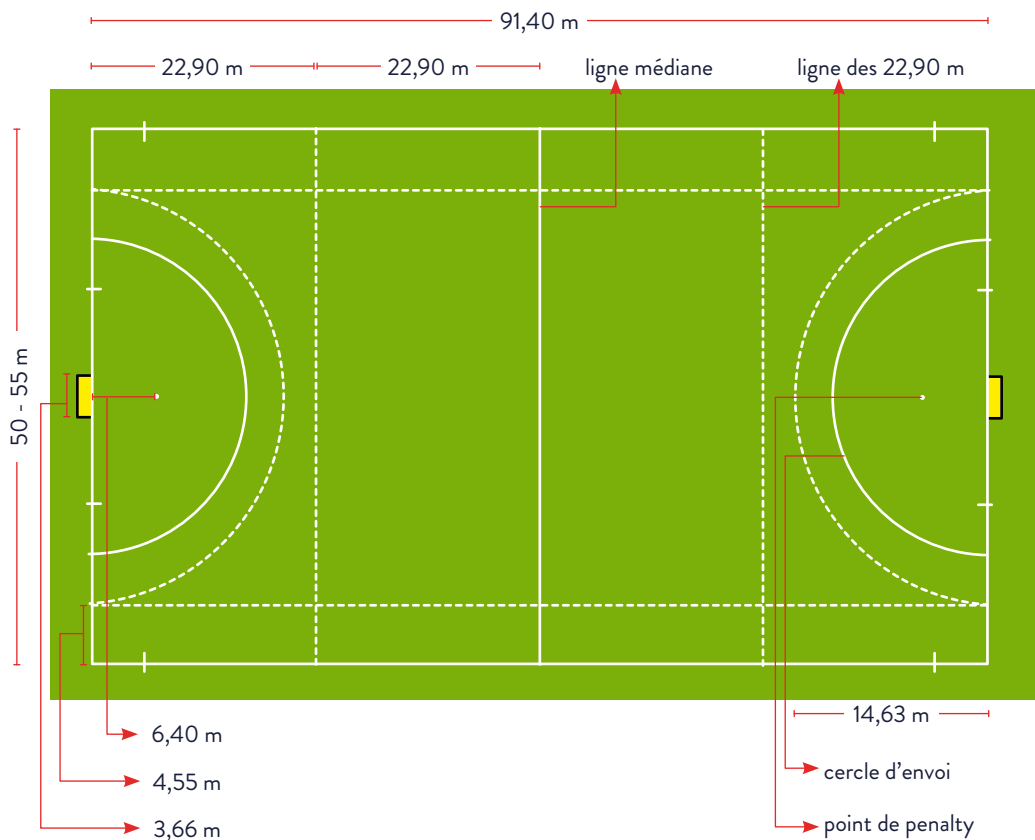 91,40 m
22,90 m
22,90 m
ligne médiane
ligne des 22,90 m
50 - 55 m
14,63 m
6,40 m
4,55 m
3,66 m
cercle d'envoi
point de penalty